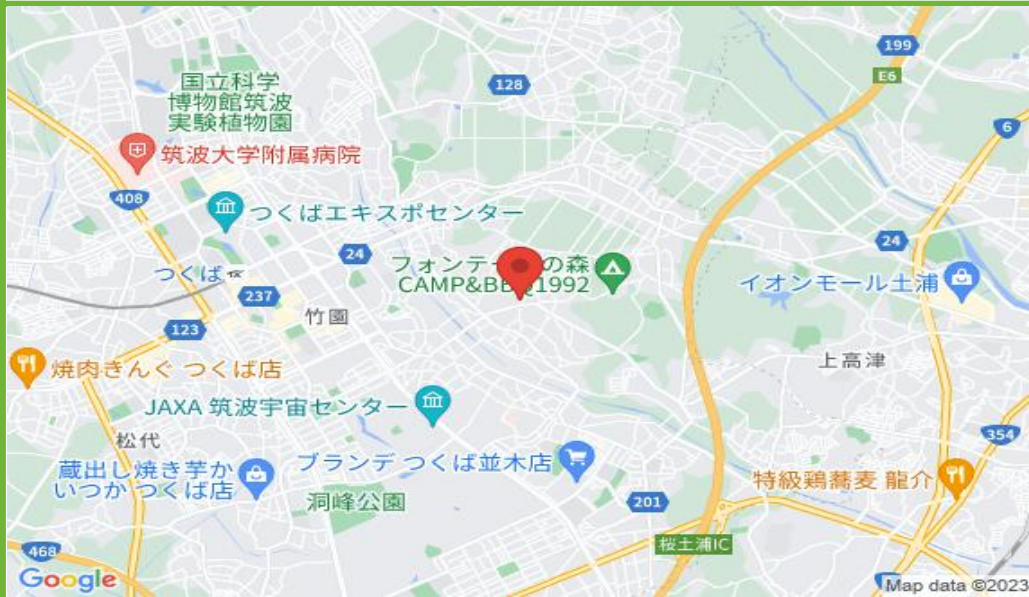 199
E6
128
国立科学
博物館筑波
実験植物園
6
筑波大学附属病院
408
つくばエキスポセンター
24
24
フォンテ
の森
CAMP&B
1992
つくば
イオンモール土浦
237
竹園
123
上高津
焼肉きんぐ つくば店
JAXA 筑波宇宙センター
354
松代
ブランデ つくば並木店
蔵出し焼き芋か
いつか つくば店
特級鶏蕎麦 龍介
洞峰公園
201
桜土浦IC
468
Google
Map data ©2023